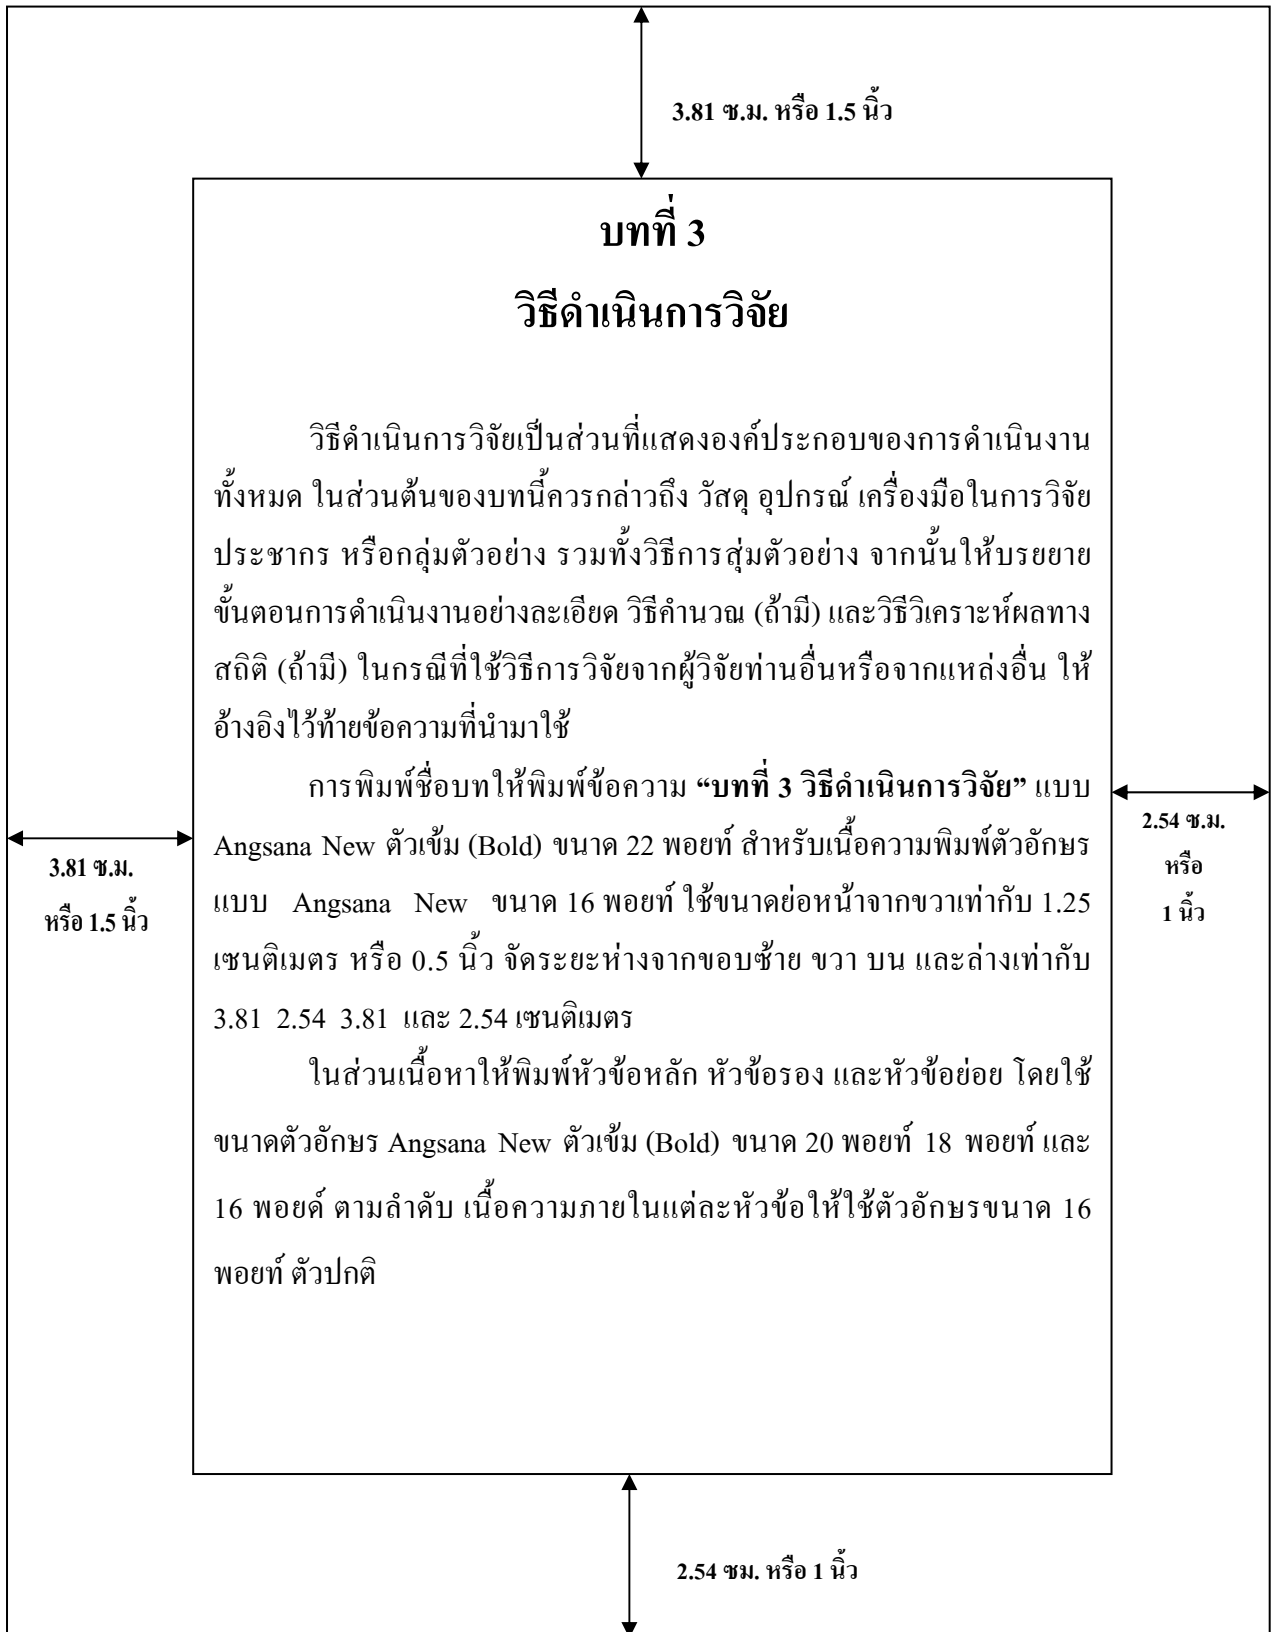 3.81 ซ.ม. หรือ 1.5 นิ้ว
บทที่ 3
วิธีดำเนินการวิจัย
วิธีดำเนินการวิจัยเป็นส่วนที่แสดงองค์ประกอบของการดำเนินงาน
ทั้งหมด ในส่วนต้นของบทนี้ควรกล่าวถึง วัสดุ อุปกรณ์ เครื่องมือในการวิจัย
ประชากร หรือกลุ่มตัวอย่าง รวมทั้งวิธีการสุ่มตัวอย่าง จากนั้นให้บรยยาย
ขั้นตอนการดำเนินงานอย่างละเอียด วิธีคำนวณ (ถ้ามี) และวิธีวิเคราะห์ผลทาง
สถิติ (ถ้ามี) ในกรณีที่ใช้วิธีการวิจัยจากผู้วิจัยท่านอื่นหรือจากแหล่งอื่น ให้
อ้างอิงไว้ท้ายข้อความที่นำมาใช้
การพิมพ์ชื่อบทให้พิมพ์ข้อความ “บทที่ 3 วิธีดำเนินการวิจัย” แบบ
Angsana New ตัวเข้ม (Bold) ขนาด 22 พอยท์ สำหรับเนื้อความพิมพ์ตัวอักษร
แบบ Angsana New ขนาด 16 พอยท์ ใช้ขนาดย่อหน้าจากขวาเท่ากับ 1.25
เซนติเมตร หรือ 0.5 นิ้ว จัดระยะห่างจากขอบซ้าย ขวา บน และล่างเท่ากับ
3.81 2.54 3.81 และ 2.54 เซนติเมตร
ในส่วนเนื้อหาให้พิมพ์หัวข้อหลัก หัวข้อรอง และหัวข้อย่อย โดยใช้
ขนาดตัวอักษร Angsana New ตัวเข้ม (Bold) ขนาด 20 พอยท์ 18 พอยท์ และ
16 พอยด์ ตามลำดับ เนื้อความภายในแต่ละหัวข้อให้ใช้ตัวอักษรขนาด 16
พอยท์ ตัวปกติ
3.81 ซ.ม.
หรือ 1.5 นิ้ว
2.54 ซ.ม.
หรือ
1 นิ้ว
2.54 ซม. หรือ 1 นิ้ว